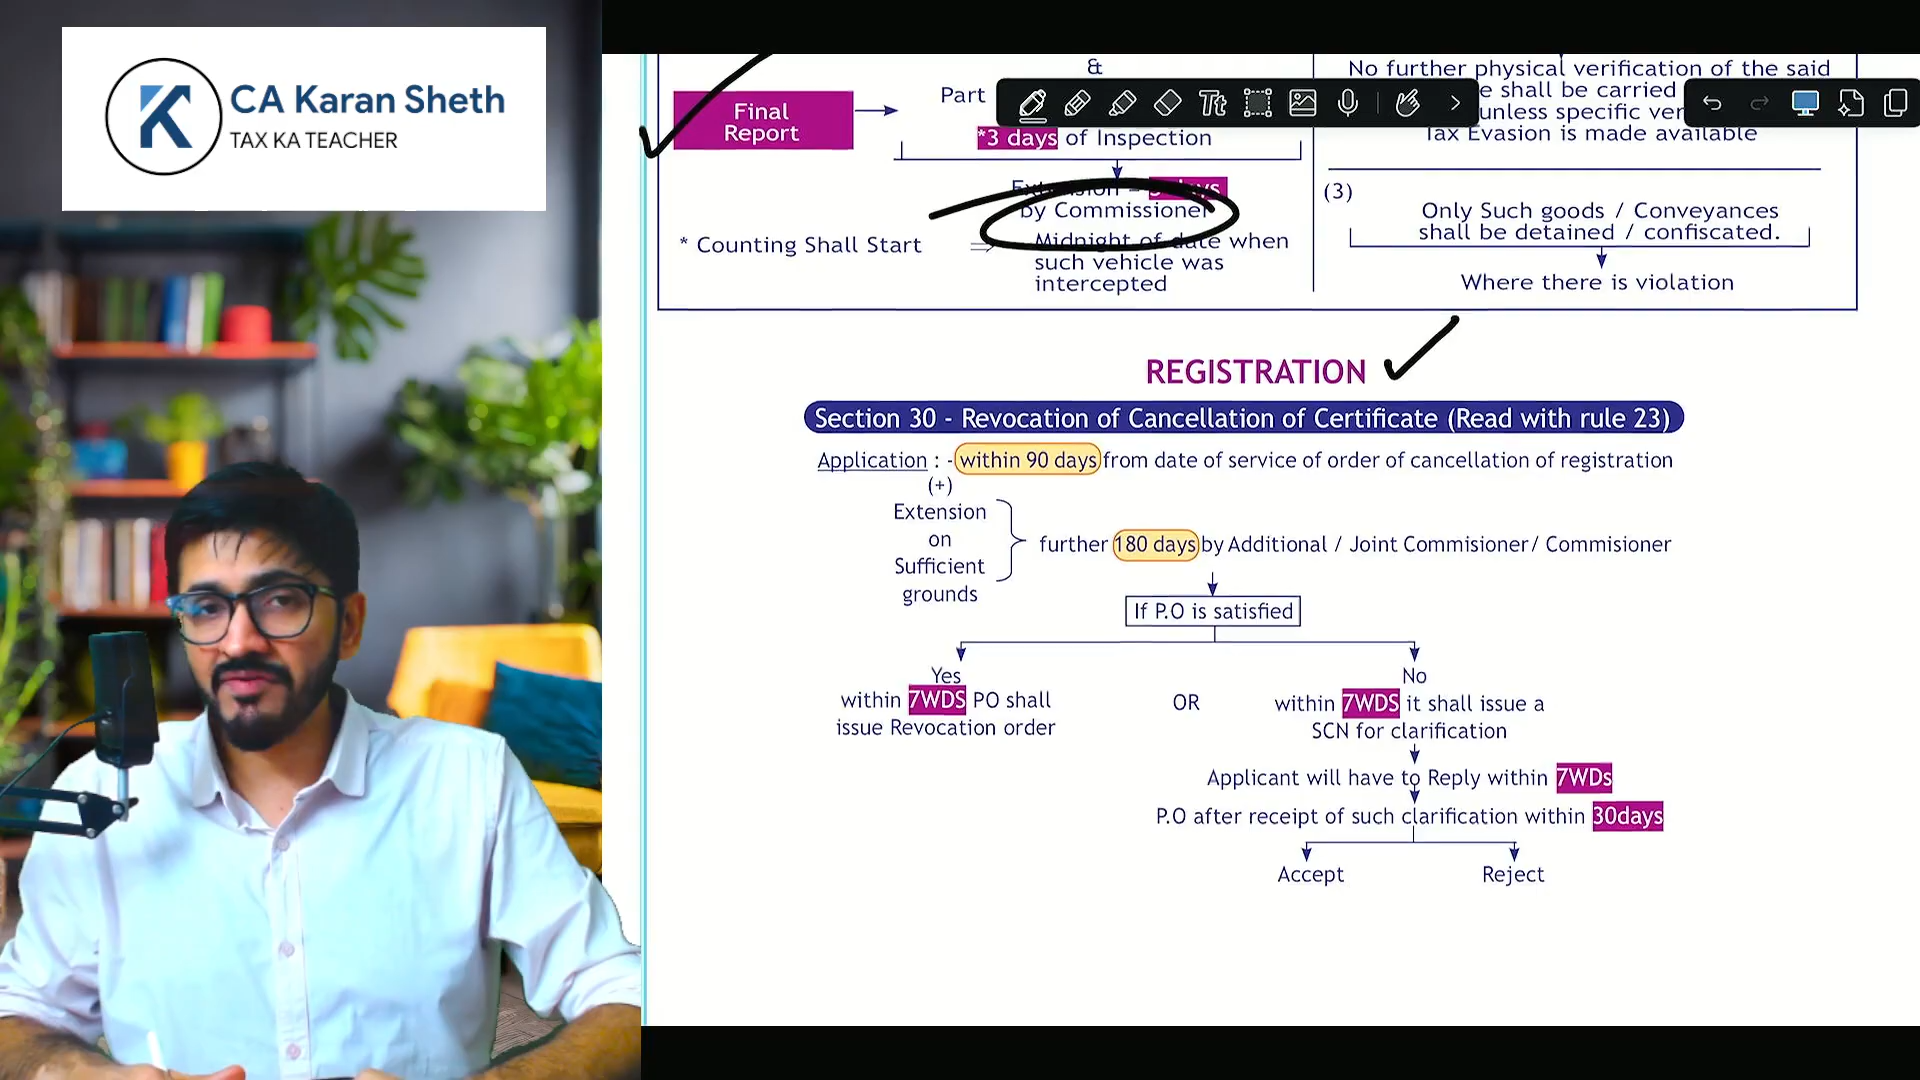 CA Karan Sheth
TAX KA TEACHER
&
Part
Final
Report
*3 days of Inspection
Extension =
by Commissioner
* Counting Shall Start
Midnight of date when
such vehicle was
intercepted
No further physical verification of the said
e shall be carried
unless specific
Tax Evasion is made available
(3)
Only Such goods / Conveyances
shall be detained / confiscated.
Where there is violation
REGISTRATION
Section 30 - Revocation of Cancellation of Certificate (Read with rule 23)
Application : - within 90 days from date of service of order of cancellation of registration
(+)
Extension
on
Sufficient
grounds
further 180 days by Additional / Joint Commisioner/ Commisioner
If P.O is satisfied
Yes
within 7WDS PO shall
issue Revocation order
OR
No
within 7WDS it shall issue a
SCN for clarification
Applicant will have to Reply within 7WDs
P.O after receipt of such clarification within 30days
Accept
Reject